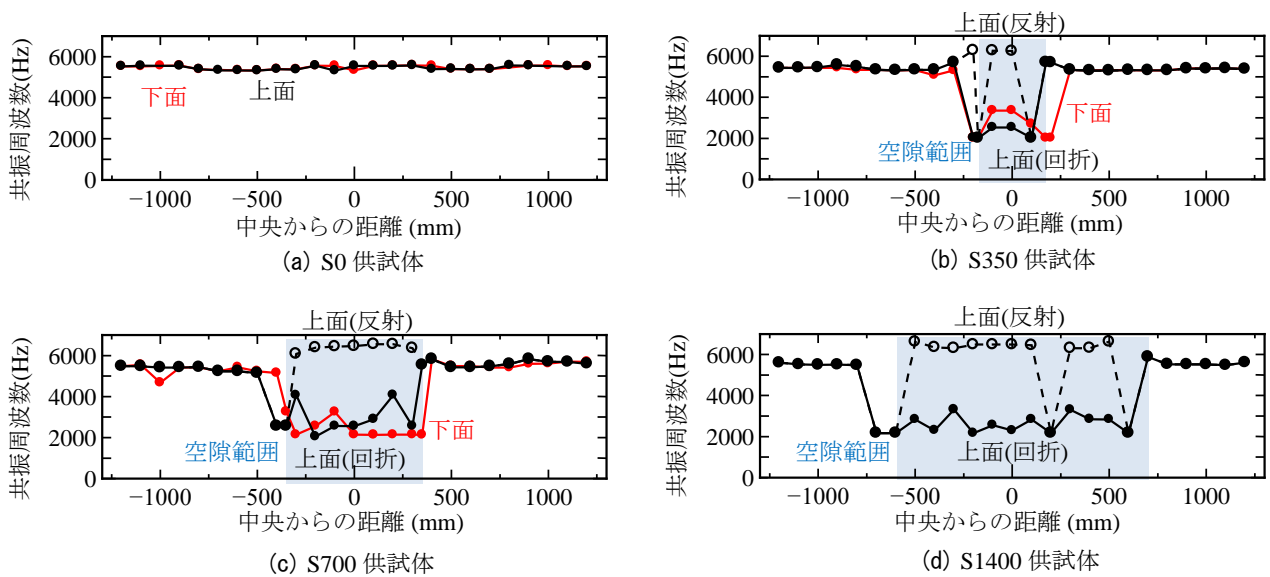 共振周波数(Hz)
6000
4000
2000
0
下面
上面
−1000
−500
0
500
1000
中央からの距離 (mm)
(a) S0 供試体
上面(反射)
共振周波数(Hz)
6000
4000
2000
0
下面
空隙範囲
上面(回折)
−1000
−500
0
500
1000
中央からの距離 (mm)
(b) S350 供試体
上面(反射)
共振周波数(Hz)
6000
4000
2000
0
下面
空隙範囲
上面(回折)
−1000
−500
0
500
1000
中央からの距離 (mm)
(c) S700 供試体
上面(反射)
共振周波数(Hz)
6000
4000
2000
0
空隙範囲
上面(回折)
−1000
−500
0
500
1000
中央からの距離 (mm)
(d) S1400 供試体